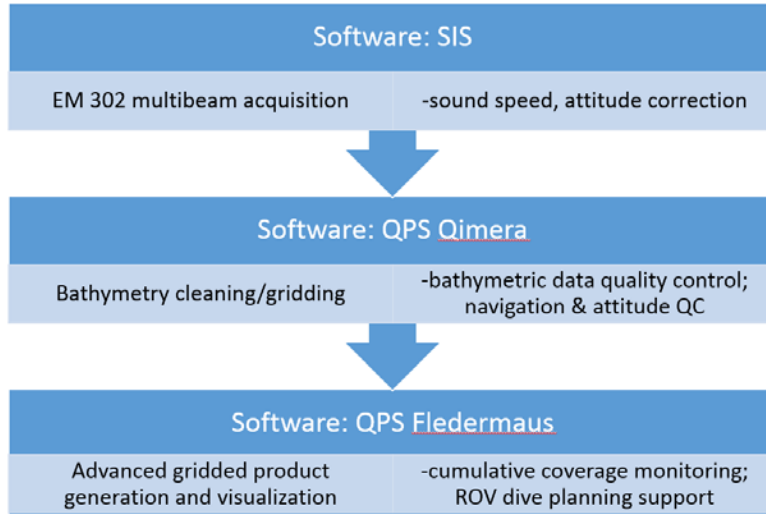 Software: SIS
EM 302 multibeam acquisition
-sound speed, attitude correction
Software: QPS Qimera
Bathymetry cleaning/gridding
-bathymetric data quality control;
navigation & attitude QC
Software: QPS Fledermaus
Advanced gridded product
generation and visualization
-cumulative coverage monitoring;
ROV dive planning support